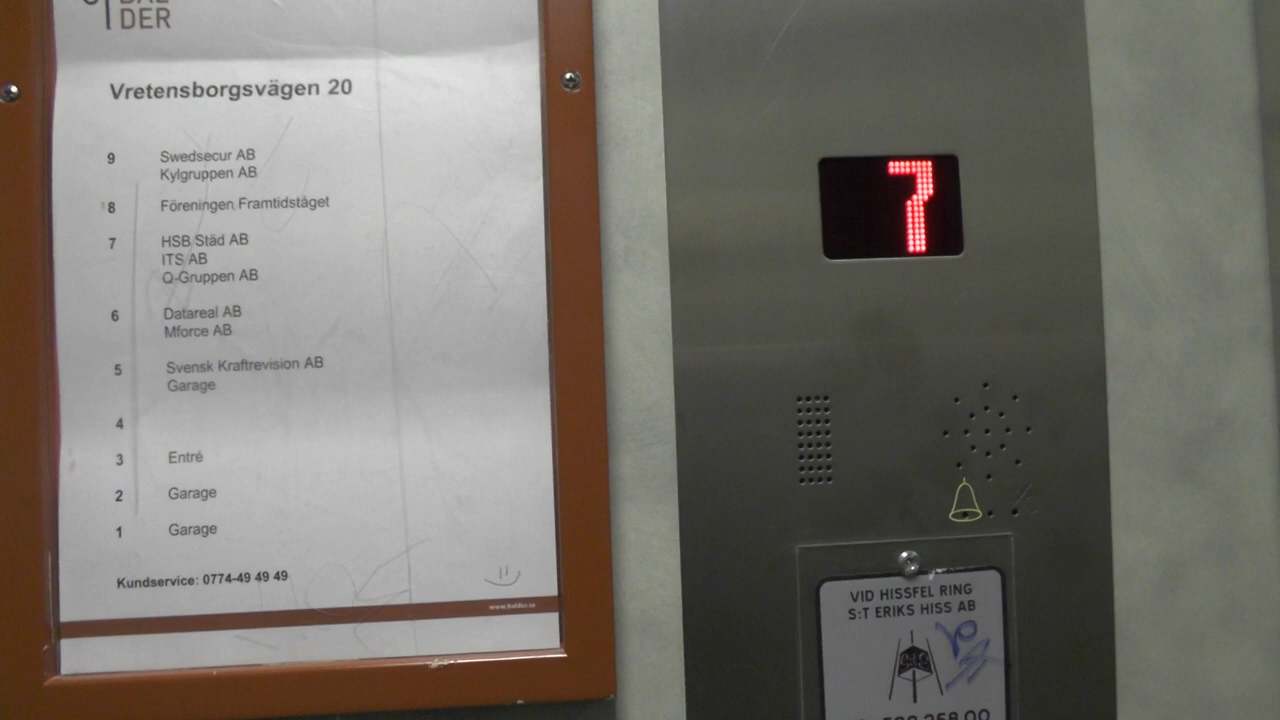 DER
Vretensborgsvägen 20
9 Swedsecur AB
Kylgruppen AB
8 Föreningen Framtidståget
7 HSB Städ AB
ITS AB
Q-Gruppen AB
6 Datareal AB
Mforce AB
5 Svensk Kraftrevision AB
Garage
4
3 Entré
2 Garage
1 Garage
Kundservice: 0774-49 49 49
www.balder.se
7
VID HISSFEL RING
S:T ERIKS HISS AB